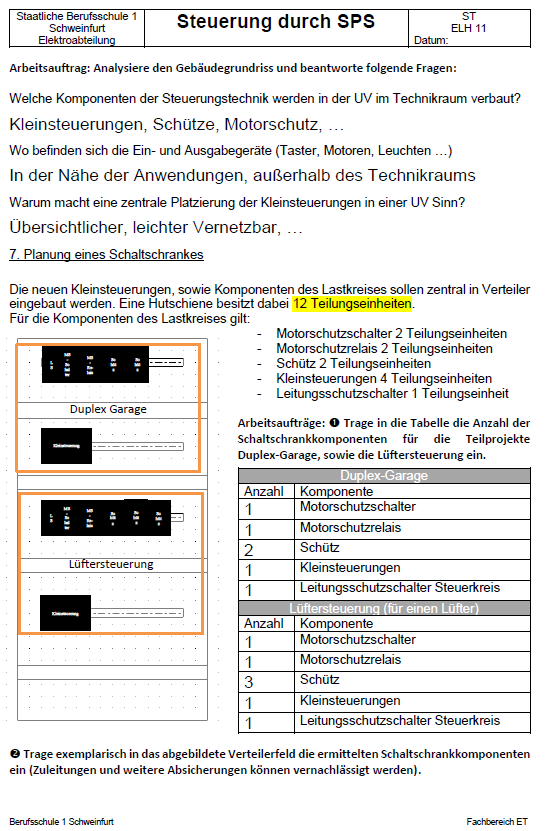 Staatliche Berufsschule 1
Schweinfurt
Elektroabteilung
Steuerung durch SPS
ST
ELH 11
Datum:
Arbeitsauftrag: Analysiere den Gebäudegrundriss und beantworte folgende Fragen:
Welche Komponenten der Steuerungstechnik werden in der UV im Technikraum verbaut?
Kleinsteuerungen, Schütze, Motorschutz, …
Wo befinden sich die Ein- und Ausgabegeräte (Taster, Motoren, Leuchten …)
In der Nähe der Anwendungen, außerhalb des Technikraums
Warum macht eine zentrale Platzierung der Kleinsteuerungen in einer UV Sinn?
Übersichtlicher, leichter Vernetzbar, …
7. Planung eines Schaltschrankes
Die neuen Kleinsteuerungen, sowie Komponenten des Lastkreises sollen zentral in Verteiler
eingebaut werden. Eine Hutschiene besitzt dabei 12 Teilungseinheiten.
Für die Komponenten des Lastkreises gilt:
- Motorschutzschalter 2 Teilungseinheiten
- Motorschutzrelais 2 Teilungseinheiten
- Schütz 2 Teilungseinheiten
- Kleinsteuerungen 4 Teilungseinheiten
- Leitungsschutzschalter 1 Teilungseinheit
Duplex Garage
Kleinsteuerung
Lüftersteuerung
Kleinsteuerung
Arbeitsaufträge: ❶ Trage in die Tabelle die Anzahl der
Schaltschrankkomponenten für die Teilprojekte
Duplex-Garage, sowie die Lüftersteuerung ein.
Duplex-Garage
Anzahl Komponente
1 Motorschutzschalter
1 Motorschutzrelais
2 Schütz
1 Kleinsteuerungen
1 Leitungsschutzschalter Steuerkreis
Lüftersteuerung (für einen Lüfter)
Anzahl Komponente
1 Motorschutzschalter
1 Motorschutzrelais
3 Schütz
1 Kleinsteuerungen
1 Leitungsschutzschalter Steuerkreis
❷ Trage exemplarisch in das abgebildete Verteilerfeld die ermittelten Schaltschrankkomponenten
ein (Zuleitungen und weitere Absicherungen können vernachlässigt werden).
Berufsschule 1 Schweinfurt
Fachbereich ET